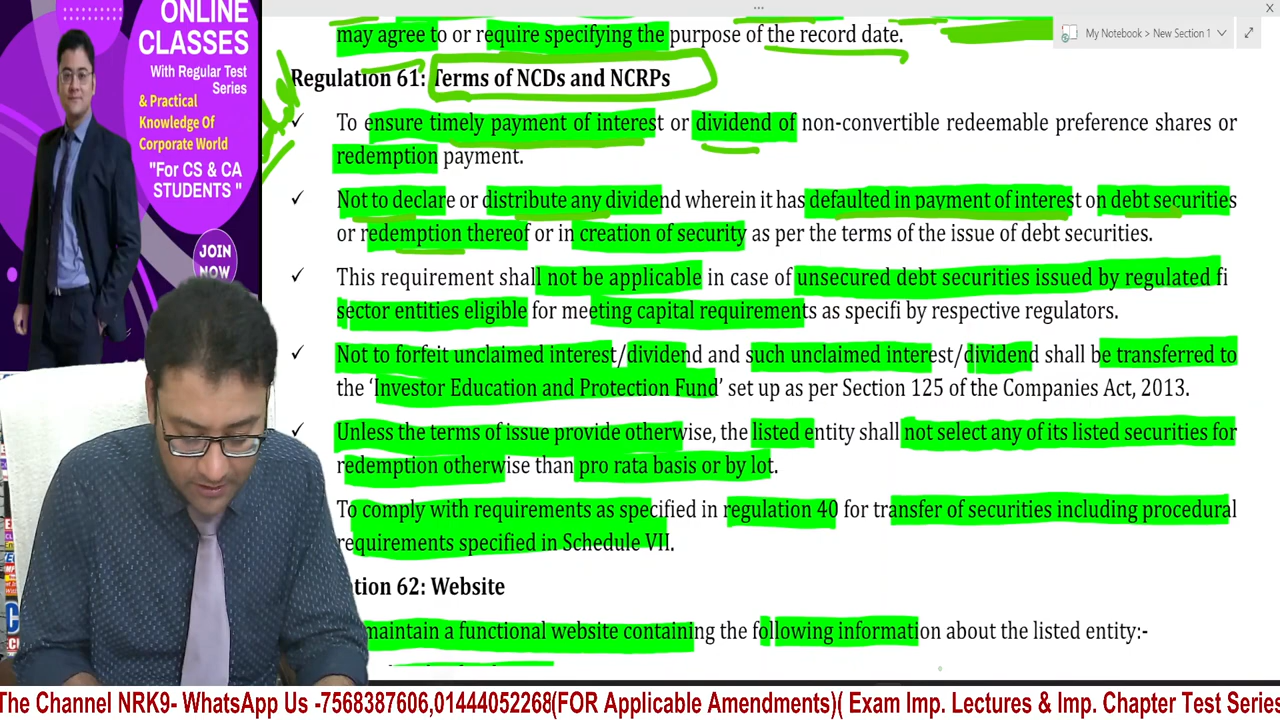 ONLINE
CLASSES
With Regular Test
Series
& Practical
Knowledge Of
Corporate World
"For CS & CA
STUDENTS "
JOIN
NOW
My Notebook > New Section 1
may agree to or require specifying the purpose of the record date.
Regulation 61: Terms of NCDs and NCRPs
✓ To ensure timely payment of interest or dividend of non-convertible redeemable preference shares or
redemption payment.
✓ Not to declare or distribute any dividend wherein it has defaulted in payment of interest on debt securities
or redemption thereof or in creation of security as per the terms of the issue of debt securities.
✓ This requirement shall not be applicable in case of unsecured debt securities issued by regulated fi
sector entities eligible for meeting capital requirements as specifi by respective regulators.
✓ Not to forfeit unclaimed interest/dividend and such unclaimed interest/dividend shall be transferred to
the ‘Investor Education and Protection Fund’ set up as per Section 125 of the Companies Act, 2013.
✓ Unless the terms of issue provide otherwise, the listed entity shall not select any of its listed securities for
redemption otherwise than pro rata basis or by lot.
To comply with requirements as specified in regulation 40 for transfer of securities including procedural
requirements specified in Schedule VII.
ation 62: Website
maintain a functional website containing the following information about the listed entity:-
The Channel NRK9- WhatsApp Us -7568387606,01444052268(FOR Applicable Amendments)( Exam Imp. Lectures & Imp. Chapter Test Series